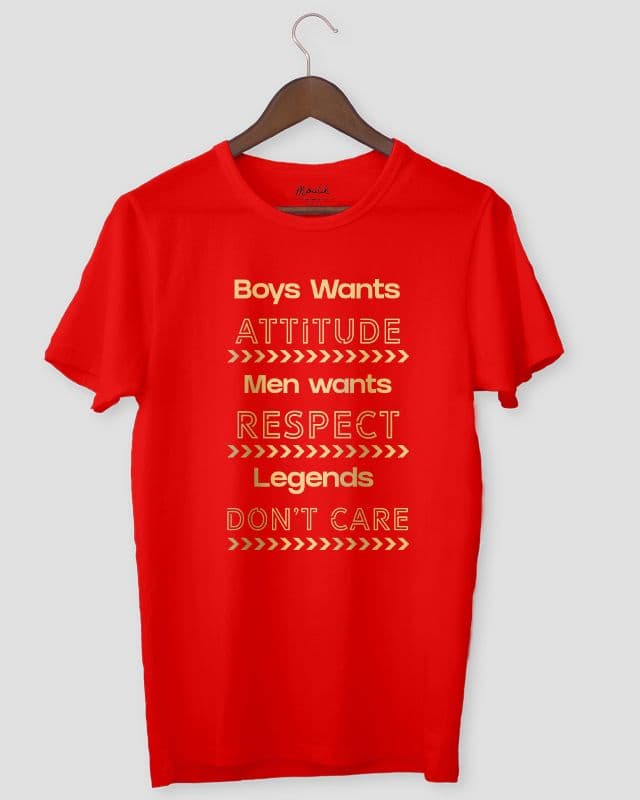 Boys Wants
ATTiTUDE
Men wants
RESPECT
Legends
DON'T CARE